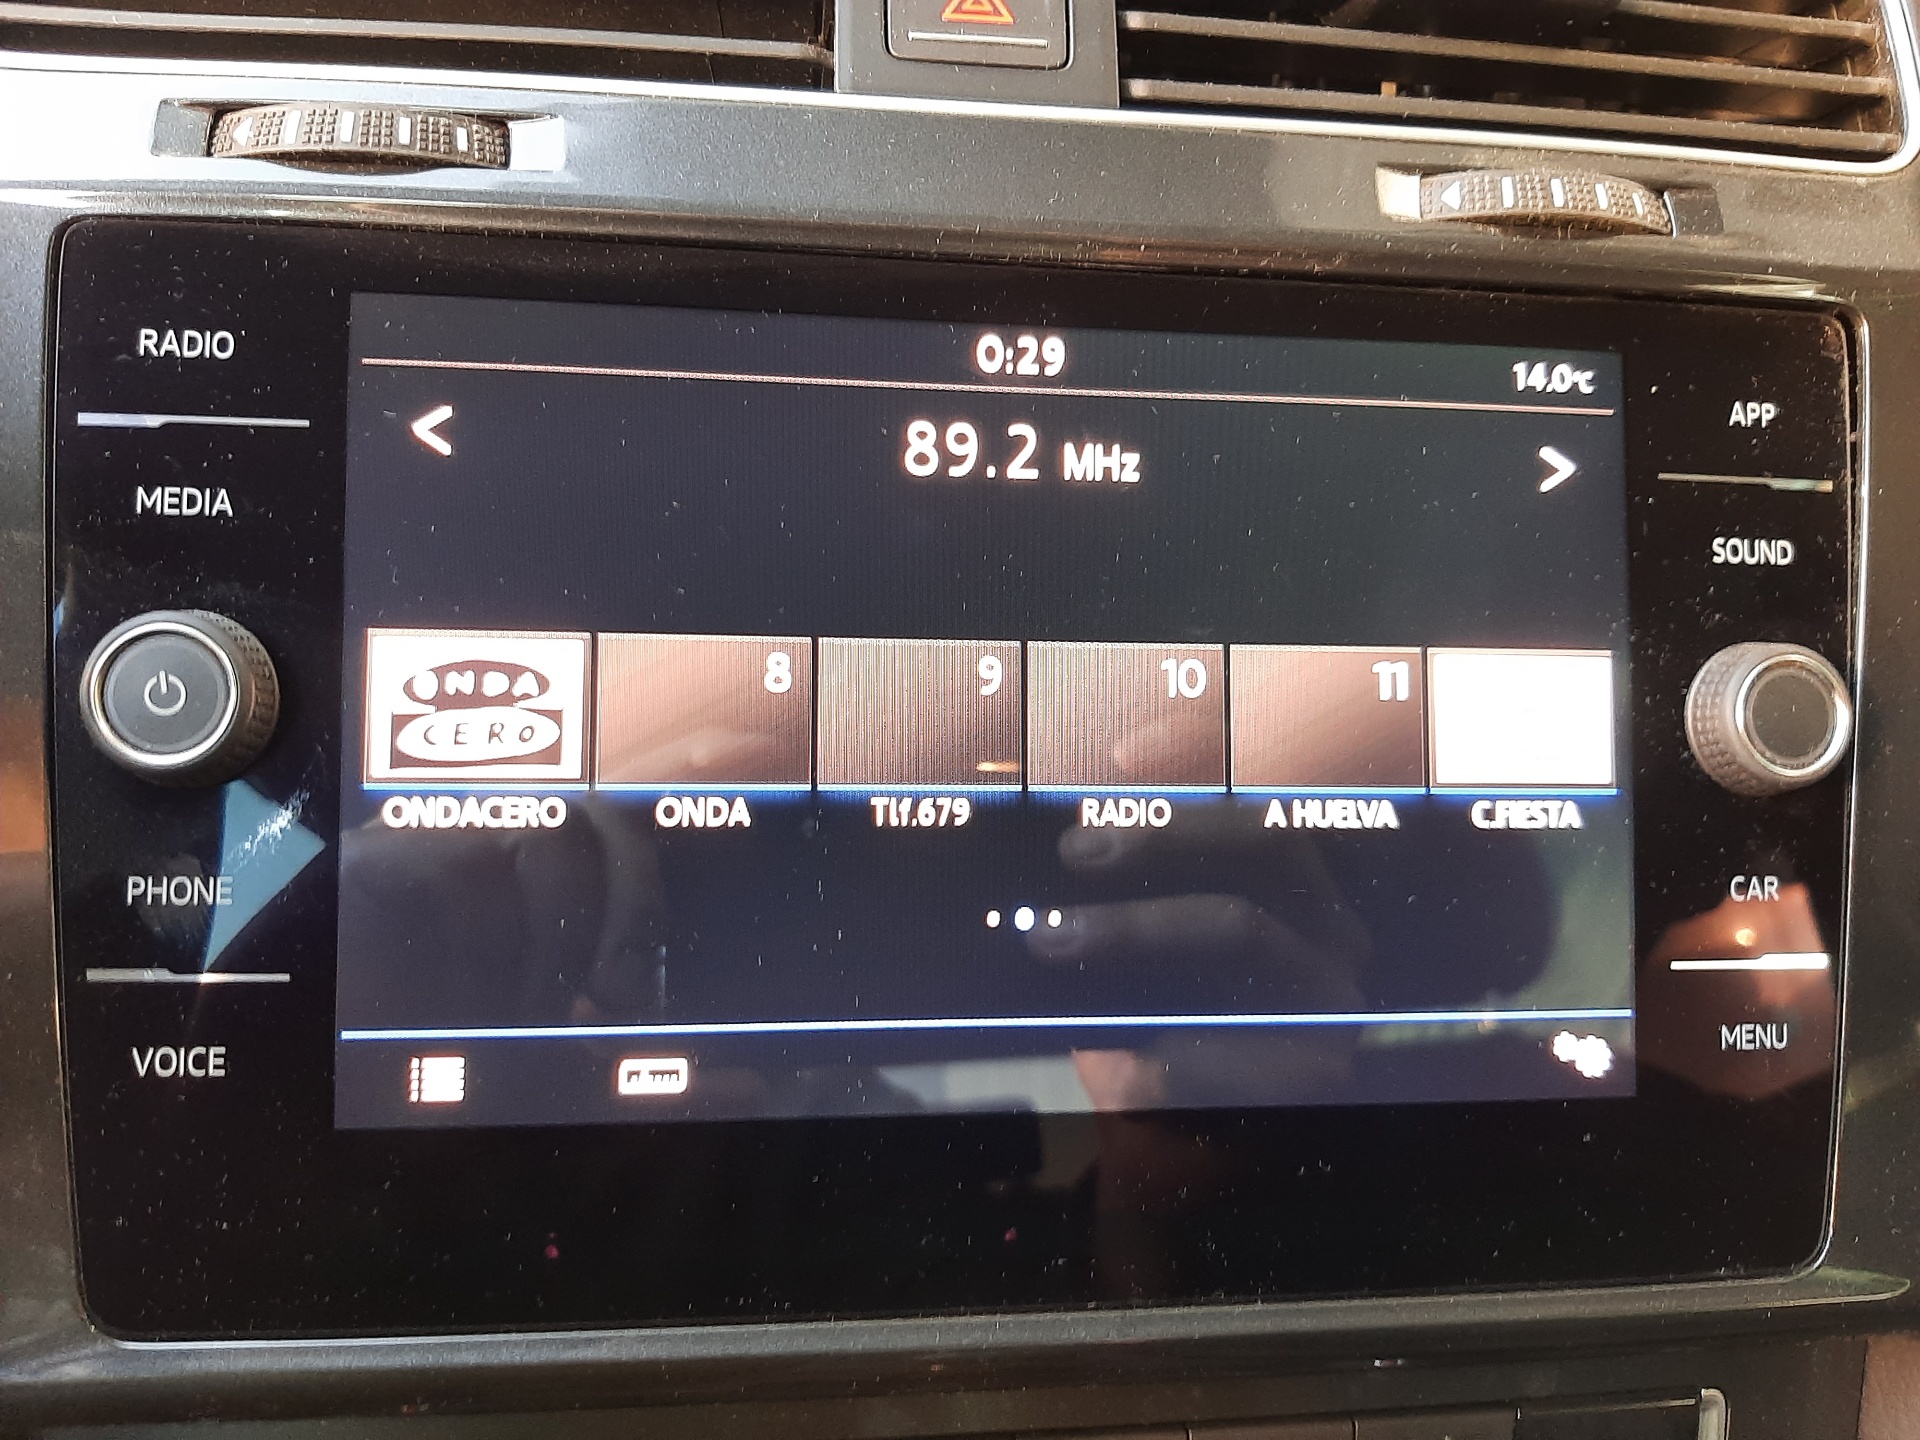 0:29
14.0°C
RADIO
89.2 MHz
APP
MEDIA
SOUND
ONDA
CERO
8
9
10
11
ONDACERO
ONDA
Tlf.679
RADIO
A HUELVA
C.FIESTA
PHONE
CAR
VOICE
MENU